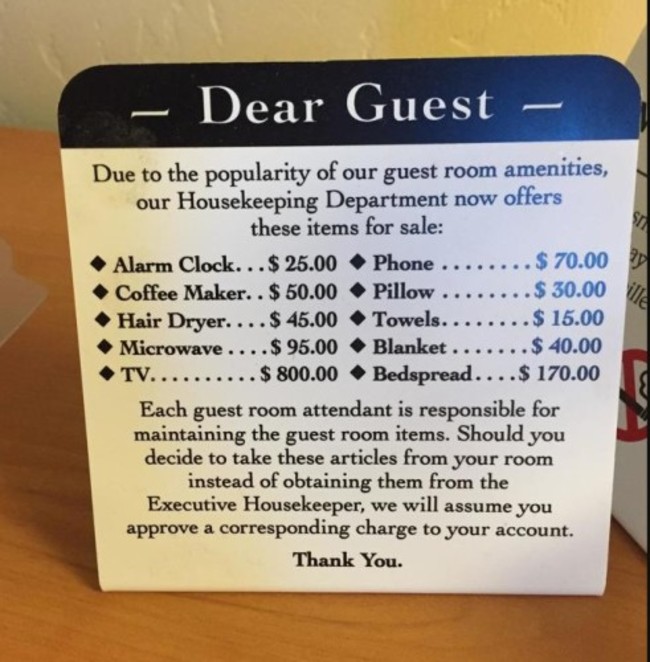 — Dear Guest —
Due to the popularity of our guest room amenities,
our Housekeeping Department now offers
these items for sale:
◆ Alarm Clock. . . $ 25.00 ◆ Phone . . . . . . . . $ 70.00
◆ Coffee Maker. . $ 50.00 ◆ Pillow . . . . . . . . . $ 30.00
◆ Hair Dryer. . . . $ 45.00 ◆ Towels. . . . . . . . . $ 15.00
◆ Microwave . . . . $ 95.00 ◆ Blanket . . . . . . . $ 40.00
◆ TV. . . . . . . . . . $ 800.00 ◆ Bedspread. . . . $ 170.00
Each guest room attendant is responsible for
maintaining the guest room items. Should you
decide to take these articles from your room
instead of obtaining them from the
Executive Housekeeper, we will assume you
approve a corresponding charge to your account.
Thank You.